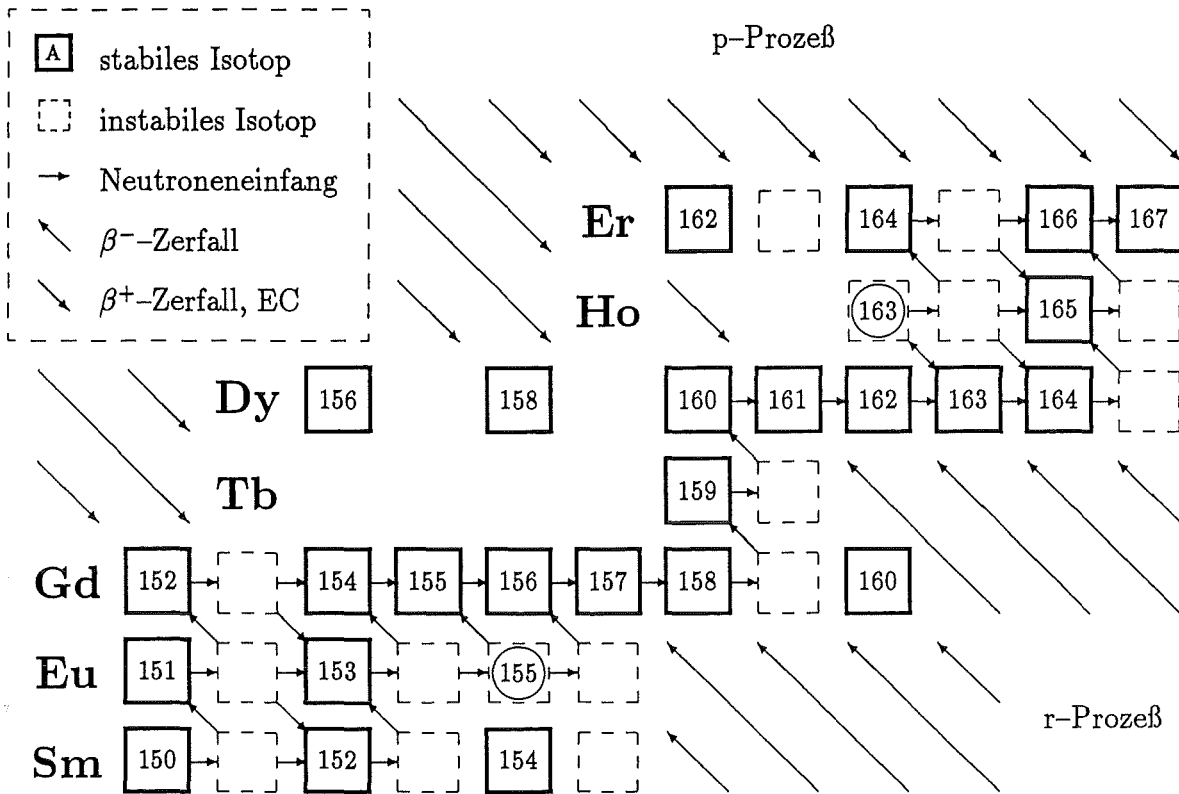 p–Prozeß
A stabiles Isotop
instabiles Isotop
Neutroneneinfang
β⁻–Zerfall
β⁺–Zerfall, EC
Er 162 164 166 167
Ho 163 165
Dy 156 158 160 161 162 163 164
Tb 159
Gd 152 154 155 156 157 158 160
Eu 151 153 155
r–Prozeß
Sm 150 152 154